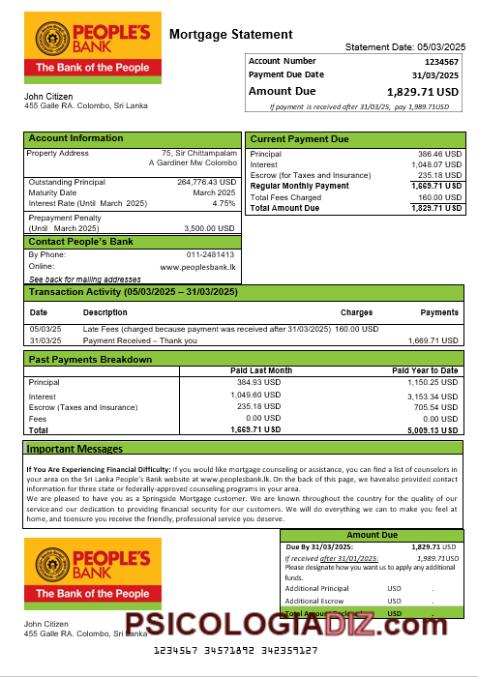 PEOPLE'S
BANK
The Bank of the People
Mortgage Statement
Statement Date: 05/03/2025
Account Number 1234567
Payment Due Date 31/03/2025
Amount Due 1,829.71 USD
If payment is received after 31/03/25, pay 1,989.71USD
John Citizen
455 Galle RA. Colombo, Sri Lanka
Account Information
Property Address 75, Sir Chittampalam
A Gardiner Mw Colombo
Outstanding Principal 264,776.43 USD
Maturity Date March 2025
Interest Rate (Until March 2025) 4.75%
Prepayment Penalty
(Until March 2025) 3,500.00 USD
Current Payment Due
Principal 386.46 USD
Interest 1,048.07 USD
Escrow (for Taxes and Insurance) 235.18 USD
Regular Monthly Payment 1,669.71 USD
Total Fees Charged 160.00 USD
Total Amount Due 1,829.71 USD
Contact People's Bank
By Phone: 011-2481413
Online: www.peoplesbank.lk
See back for mailing addresses
Transaction Activity (05/03/2025 – 31/03/2025)
Date Description Charges Payments
05/03/25 Late Fees (charged because payment was received after 31/03/2025) 160.00 USD
31/03/25 Payment Received – Thank you 1,669.71 USD
Past Payments Breakdown
Paid Last Month Paid Year to Date
Principal 384.93 USD 1,150.25 USD
Interest 1,049.60 USD 3,153.34 USD
Escrow (Taxes and Insurance) 235.18 USD 705.54 USD
Fees 0.00 USD 0.00 USD
Total 1,669.71 USD 5,009.13 USD
Important Messages
If You Are Experiencing Financial Difficulty: If you would like mortgage counseling or assistance, you can find a list of counselors in
your area on the Sri Lanka People's Bank website at www.peoplesbank.lk. On the back of this page, we havealso provided contact
information for three state or federally-approved counseling programs in your area.
We are pleased to have you as a Springside Mortgage customer. We are known throughout the country for the quality of our
service and our dedication to providing financial security for our customers. We will do everything we can to make you feel at
home, and toensure you receive the friendly, professional service you deserve.
PEOPLE'S
BANK
The Bank of the People
Amount Due
Due By 31/03/2025: 1,829.71 USD
If received after 31/01/2025: 1,989.71USD
Please designate how you want us to apply any additional
funds.
Additional Principal USD .
Additional Escrow USD .
Total Amount USD .
John Citizen
455 Galle RA. Colombo, Sri Lanka
PSICOLOGIADIZ.com
1234567 34571892 342359127